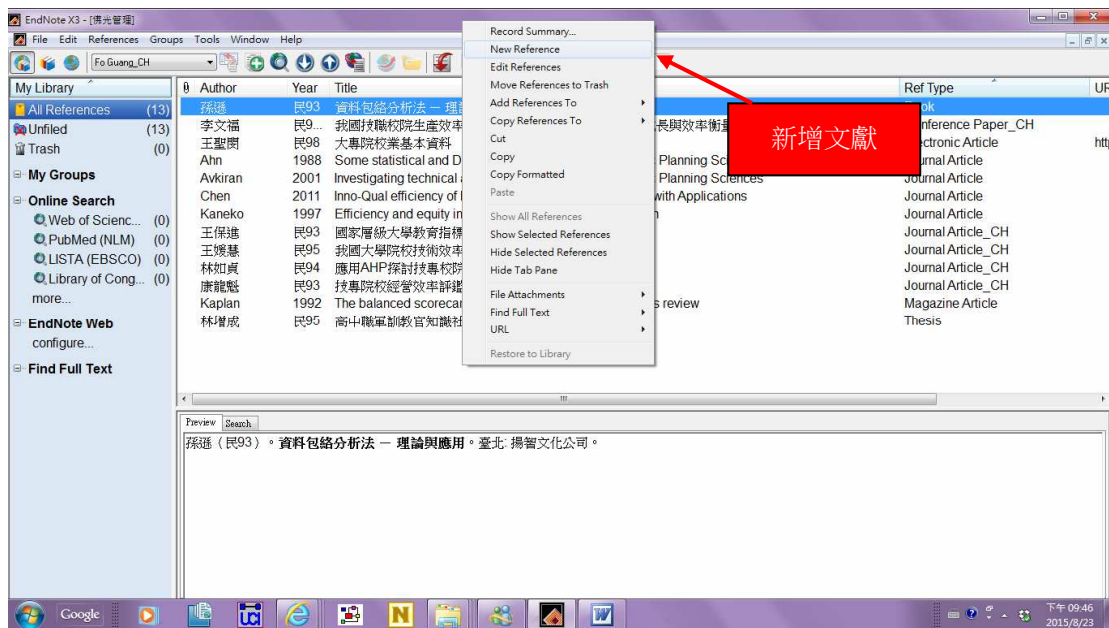 EndNote X3 - [佛光管理]
File Edit References Groups Tools Window Help
Fo Guang_CH
My Library
All References (13)
Unfiled (13)
Trash (0)
My Groups
Online Search
Web of Scienc... (0)
PubMed (NLM) (0)
LISTA (EBSCO) (0)
Library of Cong... (0)
more...
EndNote Web
configure...
Find Full Text
Author Year Title Ref Type UR
孫遜 民93 資料包絡分析法 — 理
李文福 民9... 我國技職校院生產效率 長與效率衡 nference Paper_CH
王聖閔 民98 大專院校業基本資料 ectronic Article htt
Ahn 1988 Some statistical and D Planning Sc urnal Article
Avkiran 2001 Investigating technical Planning Sciences Journal Article
Chen 2011 Inno-Qual efficiency of with Applications Journal Article
Kaneko 1997 Efficiency and equity in Journal Article
王保進 民93 國家層級大學教育指標 Journal Article_CH
王媛慧 民95 我國大學院校技術效率 Journal Article_CH
林如貞 民94 應用AHP探討技專校院 Journal Article_CH
康龍魁 民93 技專院校經營效率評鑑 Journal Article_CH
Kaplan 1992 The balanced scorecar s review Magazine Article
林增成 民95 高中職軍訓教官知識社 Thesis
Record Summary...
New Reference
Edit References
Move References to Trash
Add References To
Copy References To
Cut
Copy
Copy Formatted
Paste
Show All References
Show Selected References
Hide Selected References
Hide Tab Pane
File Attachments
Find Full Text
URL
Restore to Library
新增文獻
Preview Search
孫遜（民93）。資料包絡分析法 — 理論與應用。臺北: 揚智文化公司。
Google
下午 09:46
2015/8/23